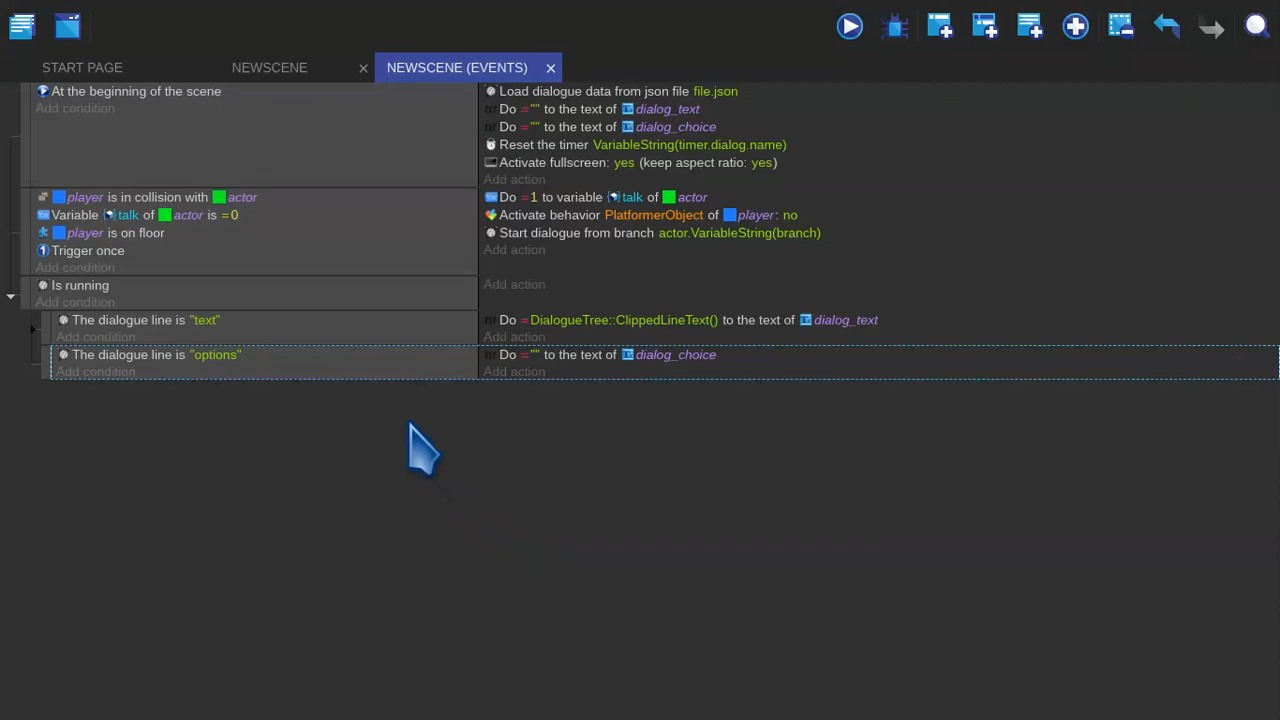 START PAGE
NEWSCENE
NEWSCENE (EVENTS)
At the beginning of the scene
Add condition
Load dialogue data from json file file.json
Do ="" to the text of dialog_text
Do ="" to the text of dialog_choice
Reset the timer VariableString(timer.dialog.name)
Activate fullscreen: yes (keep aspect ratio: yes)
Add action
player is in collision with actor
Variable talk of actor is =0
player is on floor
Trigger once
Add condition
Do =1 to variable talk of actor
Activate behavior PlatformerObject of player: no
Start dialogue from branch actor.VariableString(branch)
Add action
Is running
Add condition
Add action
The dialogue line is "text"
Add condition
Do =DialogueTree::ClippedLineText() to the text of dialog_text
Add action
The dialogue line is "options"
Add condition
Do ="" to the text of dialog_choice
Add action